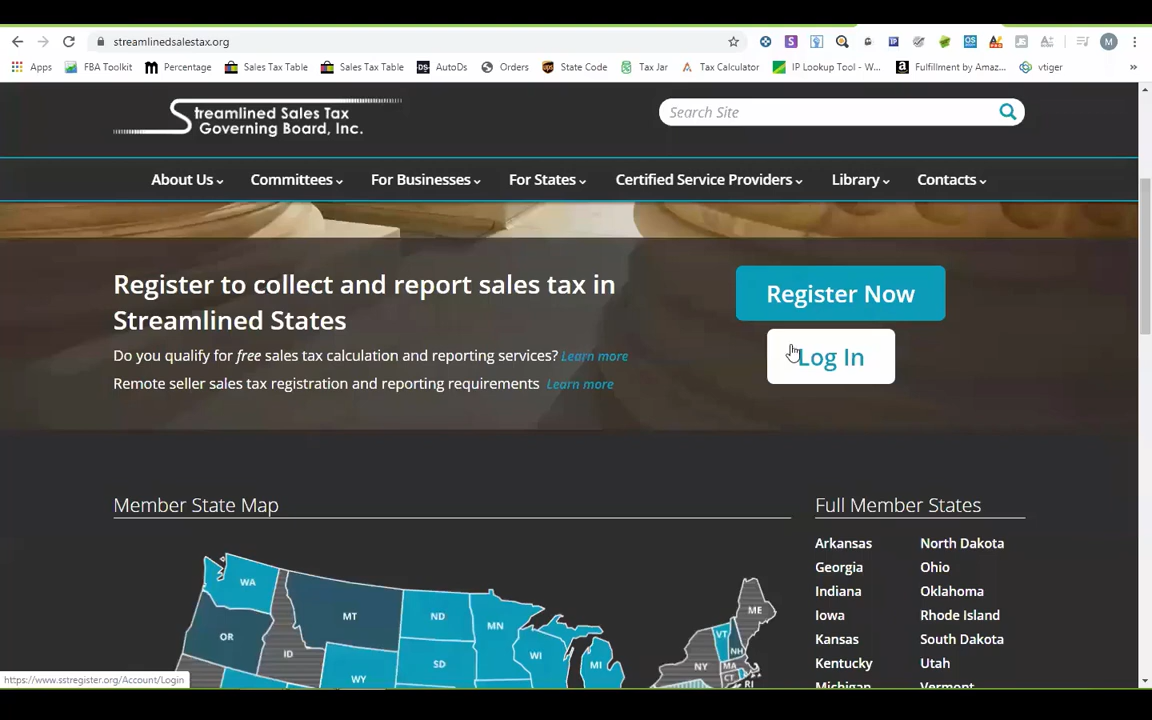 streamlinedsalestax.org
Apps FBA Toolkit Percentage Sales Tax Table Sales Tax Table AutoDs Orders State Code Tax Jar Tax Calculator IP Lookup Tool - W... Fulfillment by Amaz... vtiger
Streamlined Sales Tax
Governing Board, Inc.
Search Site
About Us Committees For Businesses For States Certified Service Providers Library Contacts
Register to collect and report sales tax in
Streamlined States
Register Now
Do you qualify for free sales tax calculation and reporting services? Learn more
Log In
Remote seller sales tax registration and reporting requirements Learn more
Member State Map
Full Member States
Arkansas North Dakota
Georgia Ohio
Indiana Oklahoma
Iowa Rhode Island
Kansas South Dakota
Kentucky Utah
Michigan Vermont
WA
MT
ND
MN
OR
ID
SD
WI
MI
WY
ME
VT
NH
NY
MA
CT
RI
https://www.sstregister.org/Account/Login